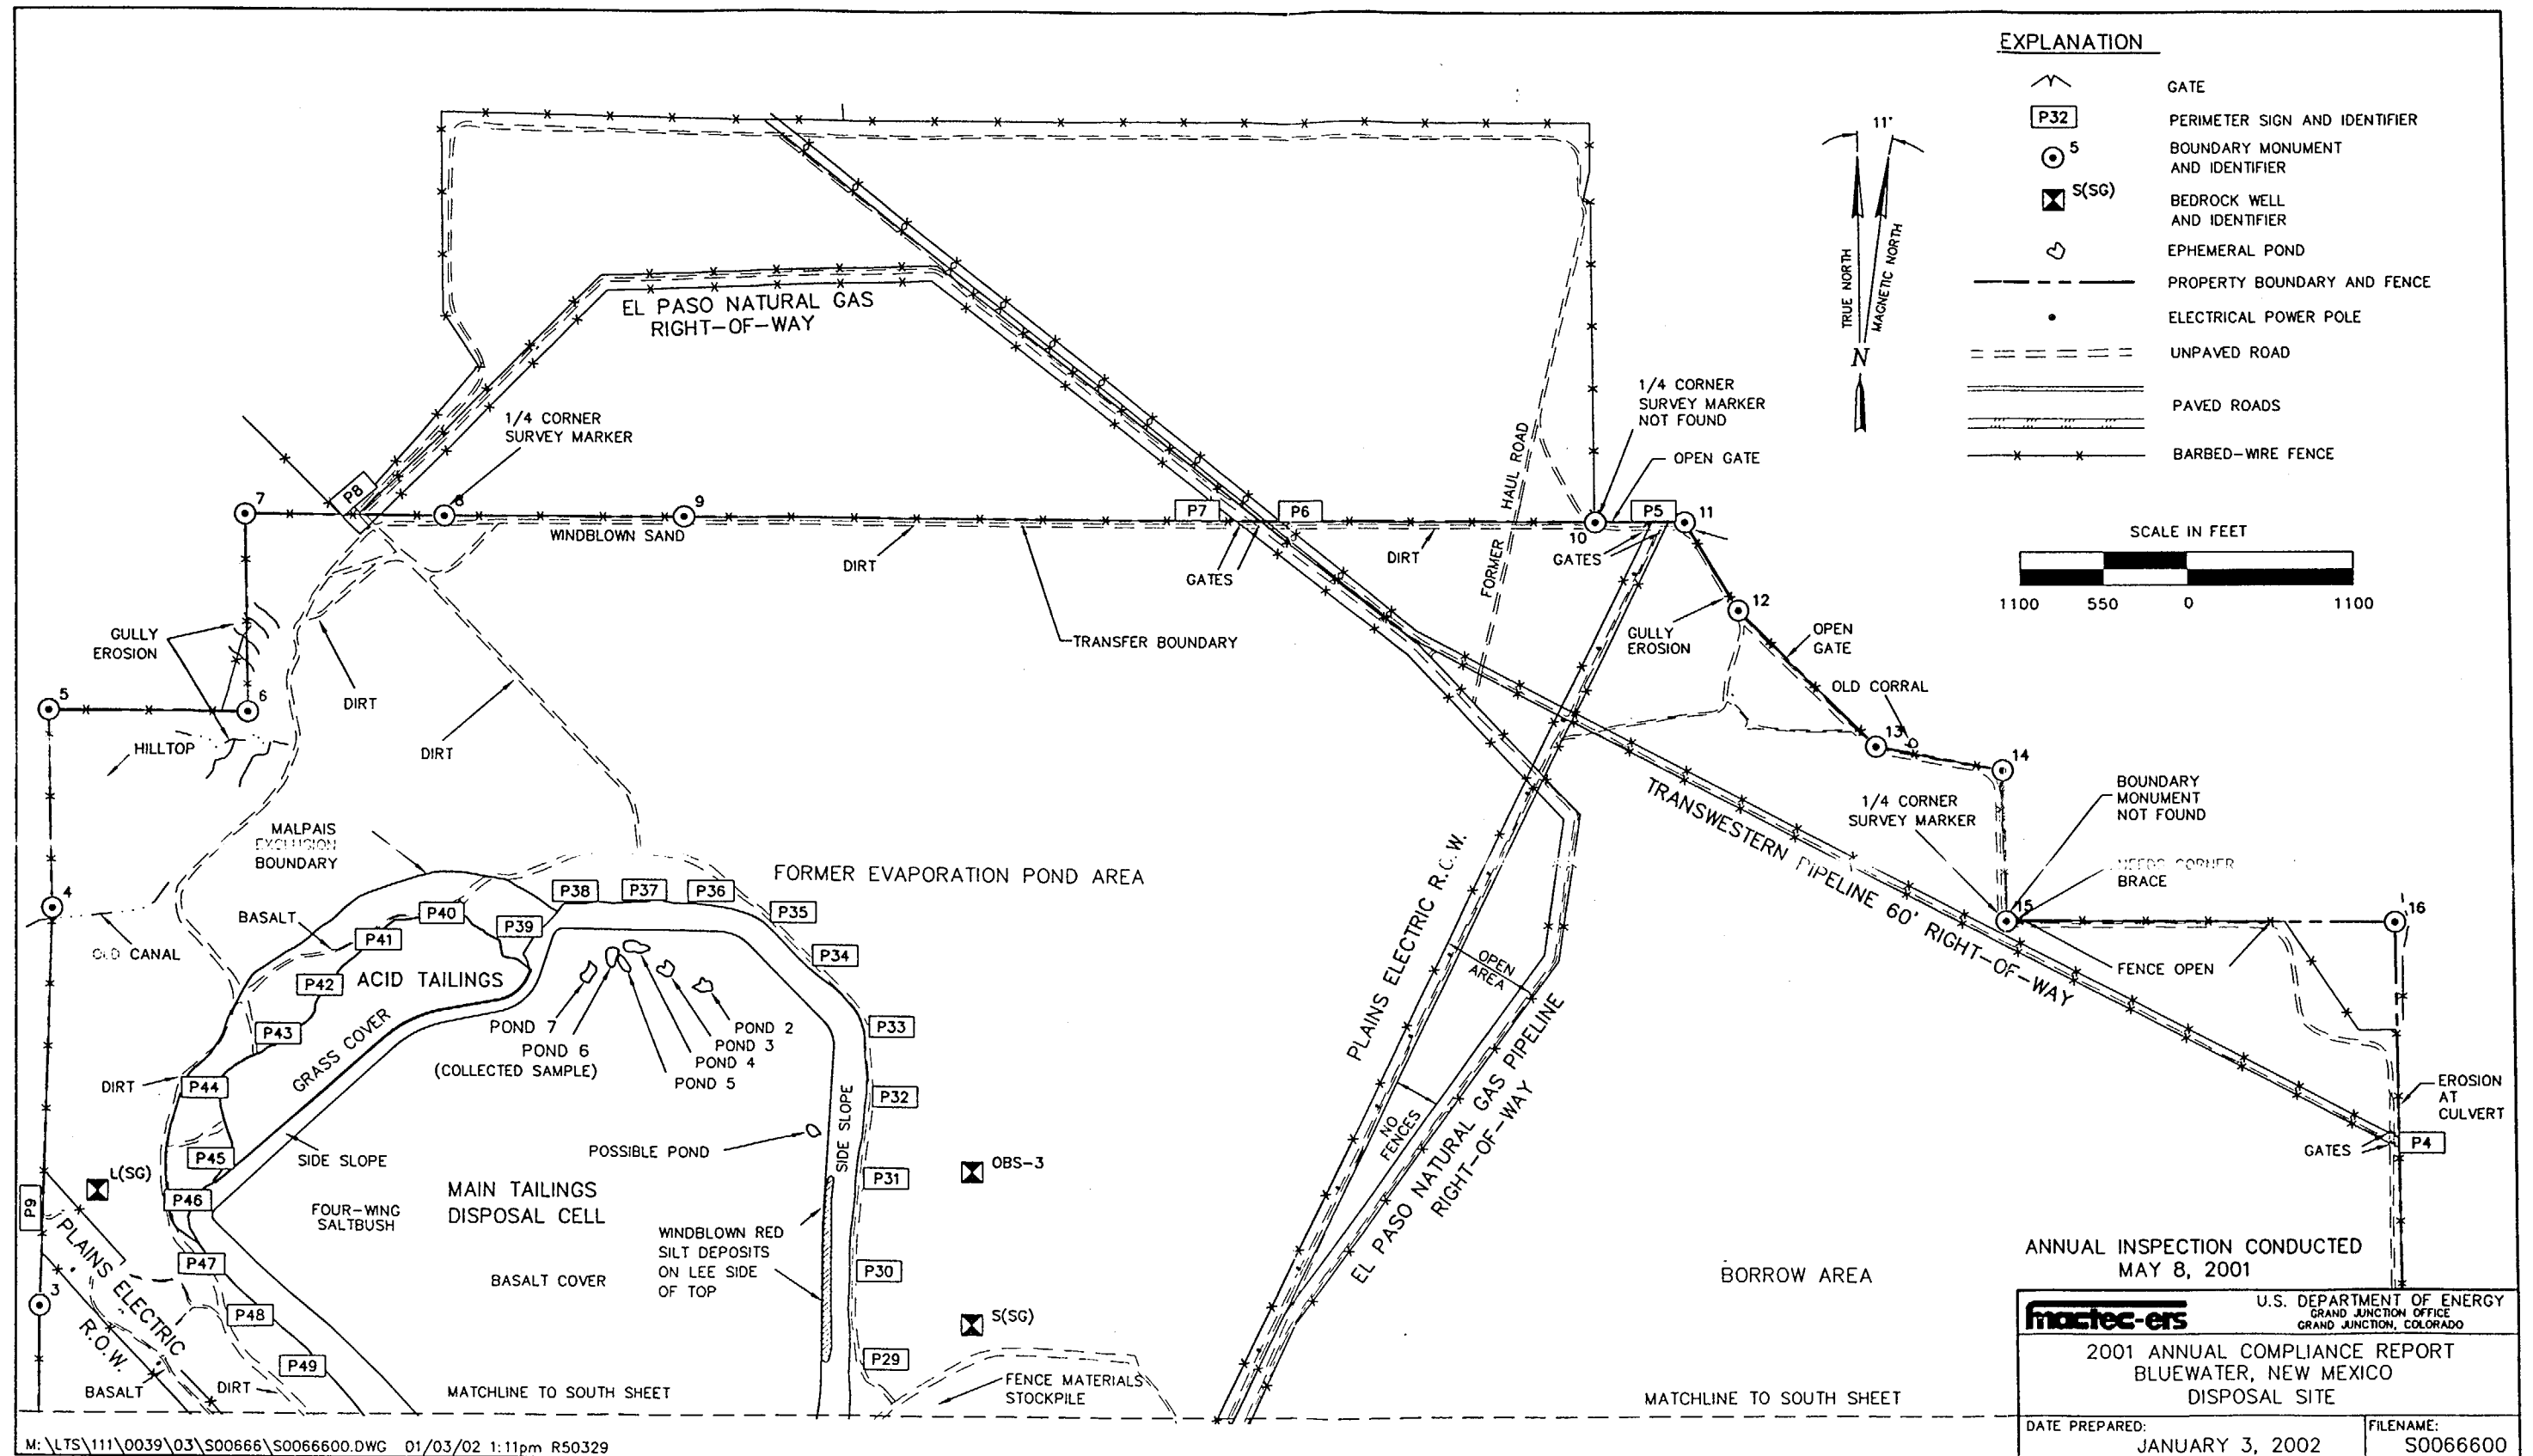 EXPLANATION
GATE
P32
PERIMETER SIGN AND IDENTIFIER
5
BOUNDARY MONUMENT
AND IDENTIFIER
S(SG)
BEDROCK WELL
AND IDENTIFIER
EPHEMERAL POND
PROPERTY BOUNDARY AND FENCE
ELECTRICAL POWER POLE
UNPAVED ROAD
PAVED ROADS
BARBED-WIRE FENCE
SCALE IN FEET
1100 550 0 1100
11°
TRUE NORTH
MAGNETIC NORTH
N
EL PASO NATURAL GAS
RIGHT-OF-WAY
1/4 CORNER
SURVEY MARKER
1/4 CORNER
SURVEY MARKER
NOT FOUND
OPEN GATE
FORMER HAUL ROAD
7
P8
8
9
P7
P6
10
P5
11
WINDBLOWN SAND
DIRT
GATES
DIRT
GATES
TRANSFER BOUNDARY
12
GULLY
EROSION
OPEN
GATE
OLD CORRAL
13
14
GULLY
EROSION
DIRT
5
6
HILLTOP
DIRT
DIRT
MALPAIS
EXCLUSION
BOUNDARY
FORMER EVAPORATION POND AREA
TRANSWESTERN PIPELINE 60' RIGHT-OF-WAY
1/4 CORNER
SURVEY MARKER
BOUNDARY
MONUMENT
NOT FOUND
NEEDS CORNER
BRACE
15
16
FENCE OPEN
4
BASALT
OLD CANAL
P38
P37
P36
P35
P34
P33
P32
P31
P30
P29
P39
P40
P41
P42
P43
P44
P45
P46
P47
P48
P49
ACID TAILINGS
GRASS COVER
DIRT
SIDE SLOPE
POND 7
POND 6
(COLLECTED SAMPLE)
POND 2
POND 3
POND 4
POND 5
POSSIBLE POND
SIDE SLOPE
L(SG)
P9
3
PLAINS ELECTRIC
R.O.W.
FOUR-WING
SALTBUSH
MAIN TAILINGS
DISPOSAL CELL
BASALT COVER
WINDBLOWN RED
SILT DEPOSITS
ON LEE SIDE
OF TOP
OBS-3
S(SG)
BASALT
DIRT
MATCHLINE TO SOUTH SHEET
FENCE MATERIALS
STOCKPILE
PLAINS ELECTRIC R.O.W.
OPEN
AREA
NO
FENCES
EL PASO NATURAL GAS PIPELINE
RIGHT-OF-WAY
BORROW AREA
MATCHLINE TO SOUTH SHEET
EROSION
AT
CULVERT
GATES
P4
ANNUAL INSPECTION CONDUCTED
MAY 8, 2001
mactec-ers
U.S. DEPARTMENT OF ENERGY
GRAND JUNCTION OFFICE
GRAND JUNCTION, COLORADO
2001 ANNUAL COMPLIANCE REPORT
BLUEWATER, NEW MEXICO
DISPOSAL SITE
DATE PREPARED:
JANUARY 3, 2002
FILENAME:
S0066600
M:\LTS\111\0039\03\S00666\S0066600.DWG 01/03/02 1:11pm R50329